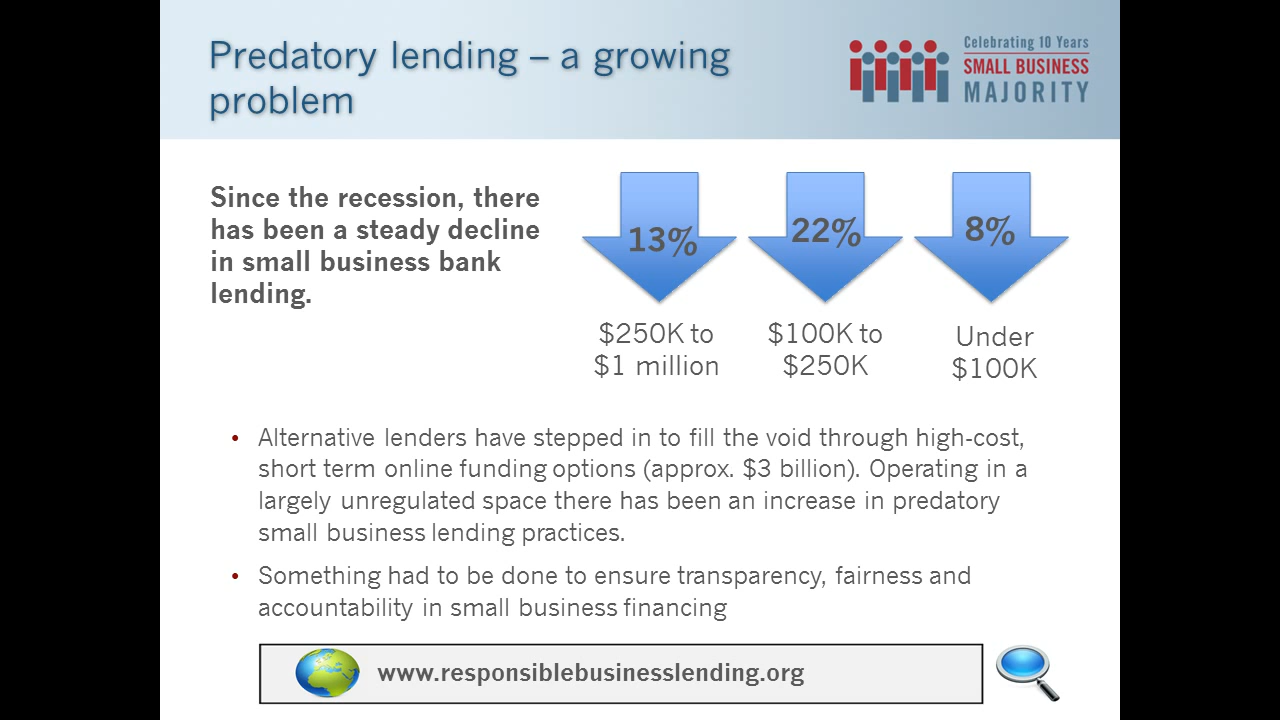 Predatory lending – a growing
problem
Celebrating 10 Years
SMALL BUSINESS
MAJORITY
Since the recession, there
has been a steady decline
in small business bank
lending.
13%
22%
8%
$250K to
$1 million
$100K to
$250K
Under
$100K
• Alternative lenders have stepped in to fill the void through high-cost,
short term online funding options (approx. $3 billion). Operating in a
largely unregulated space there has been an increase in predatory
small business lending practices.
• Something had to be done to ensure transparency, fairness and
accountability in small business financing
www.responsiblebusinesslending.org